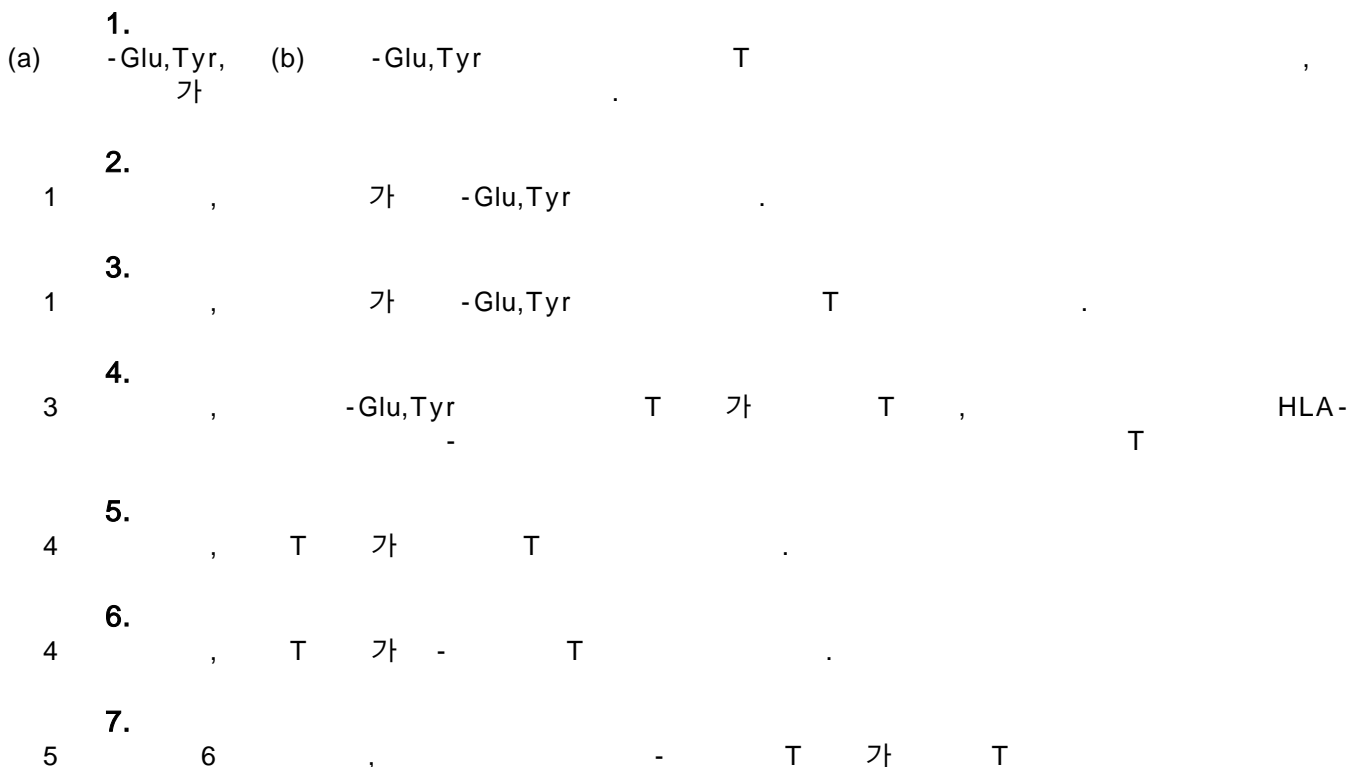 1.
(a) -Glu,Tyr, (b) -Glu,Tyr T ,
가 .
2.
1 , 가 -Glu,Tyr .
3.
1 , 가 -Glu,Tyr T .
4.
3 , -Glu,Tyr T 가 T , HLA-
- T
5.
4 , T 가 T .
6.
4 , T 가 - T .
7.
5 6 , - T 가 T